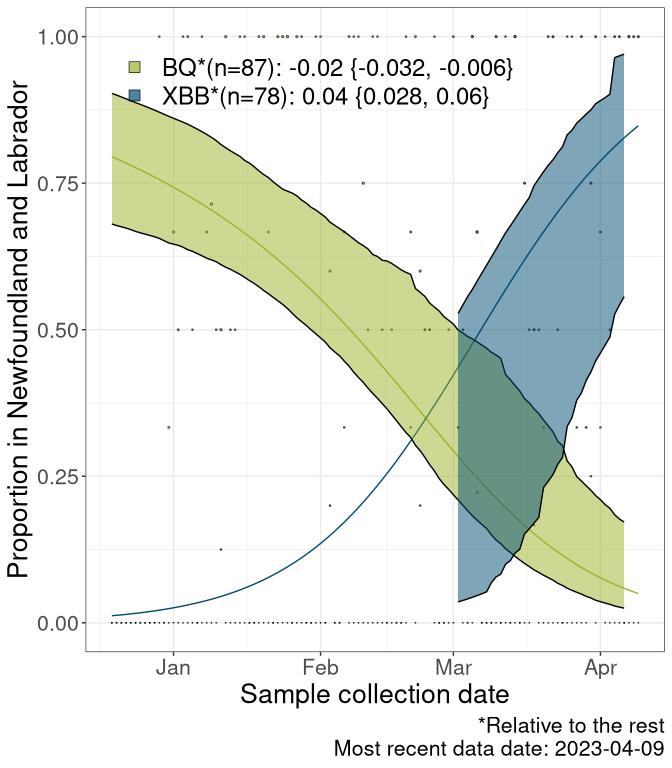 1.00
0.75
0.50
0.25
0.00
Proportion in Newfoundland and Labrador
BQ*(n=87): -0.02 {-0.032, -0.006}
XBB*(n=78): 0.04 {0.028, 0.06}
Jan Feb Mar Apr
Sample collection date
*Relative to the rest
Most recent data date: 2023-04-09